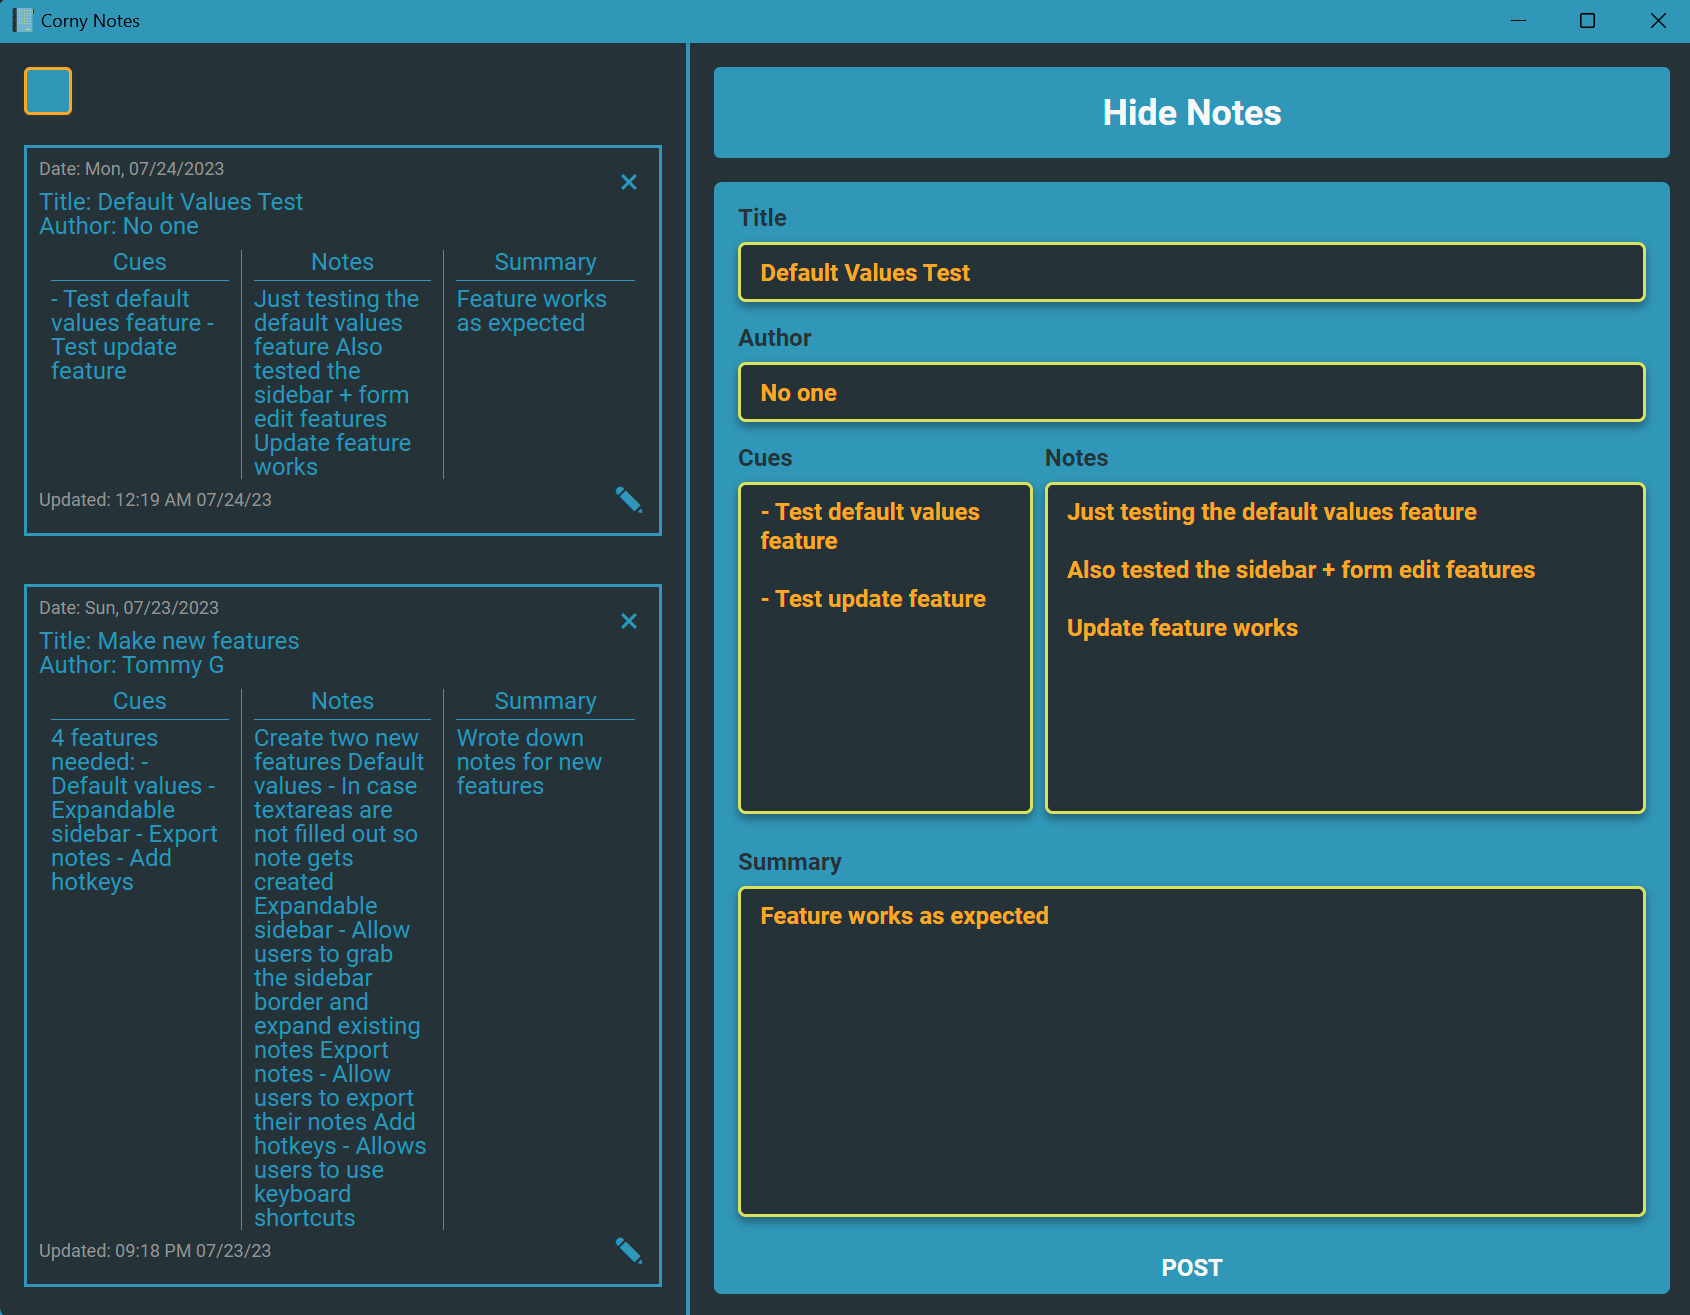 Corny Notes
Date: Mon, 07/24/2023
Title: Default Values Test
Author: No one
Cues
- Test default
values feature -
Test update
feature
Notes
Just testing the
default values
feature Also
tested the
sidebar + form
edit features
Update feature
works
Summary
Feature works
as expected
Updated: 12:19 AM 07/24/23
Date: Sun, 07/23/2023
Title: Make new features
Author: Tommy G
Cues
4 features
needed: -
Default values -
Expandable
sidebar - Export
notes - Add
hotkeys
Notes
Create two new
features Default
values - In case
textareas are
not filled out so
note gets
created
Expandable
sidebar - Allow
users to grab
the sidebar
border and
expand existing
notes Export
notes - Allow
users to export
their notes Add
hotkeys - Allows
users to use
keyboard
shortcuts
Summary
Wrote down
notes for new
features
Updated: 09:18 PM 07/23/23
Hide Notes
Title
Default Values Test
Author
No one
Cues
- Test default values
feature
- Test update feature
Notes
Just testing the default values feature
Also tested the sidebar + form edit features
Update feature works
Summary
Feature works as expected
POST